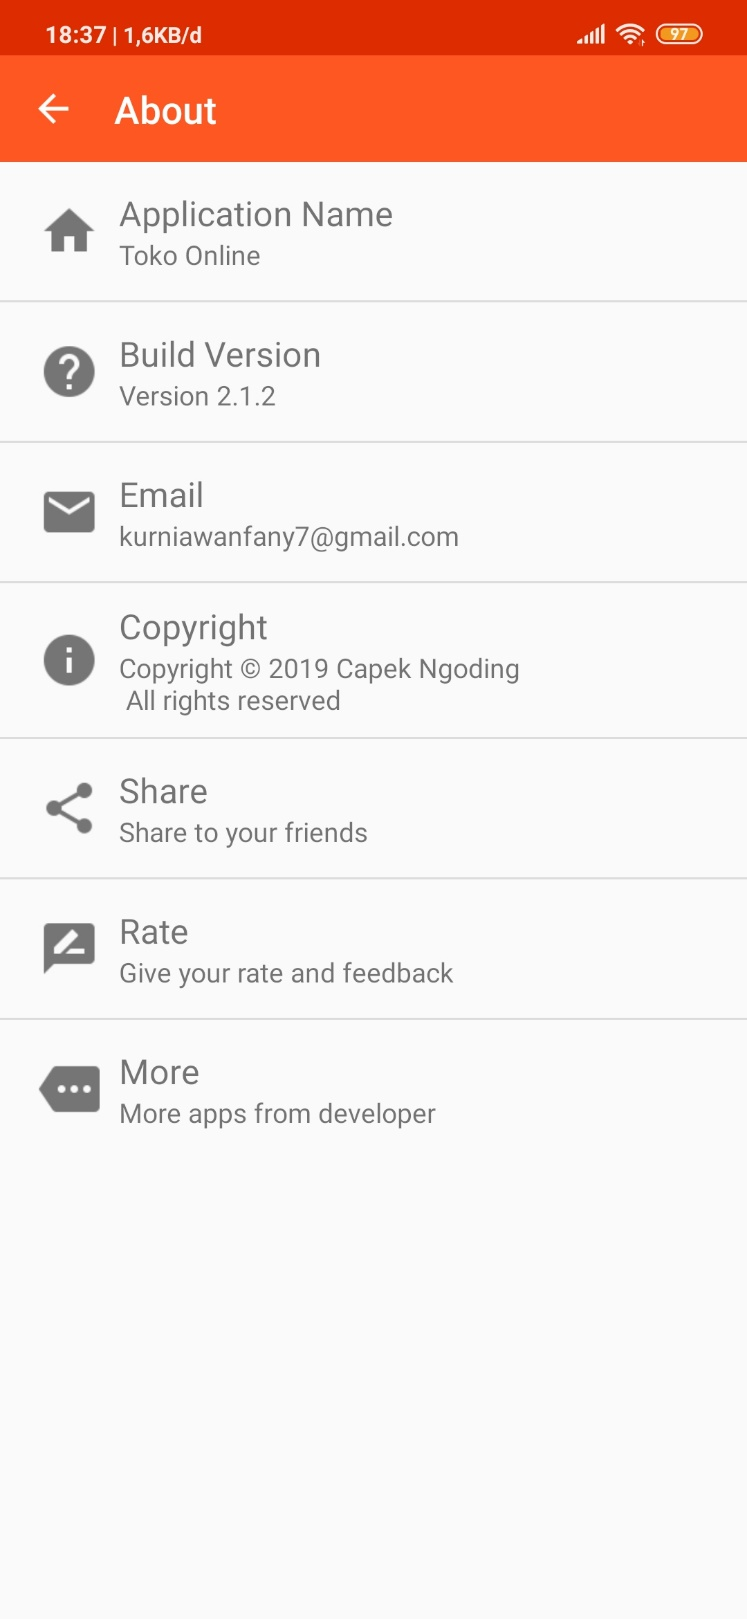 18:37 | 1,6KB/d
97
About
Application Name
Toko Online
Build Version
Version 2.1.2
Email
kurniawanfany7@gmail.com
Copyright
Copyright © 2019 Capek Ngoding
All rights reserved
Share
Share to your friends
Rate
Give your rate and feedback
More
More apps from developer